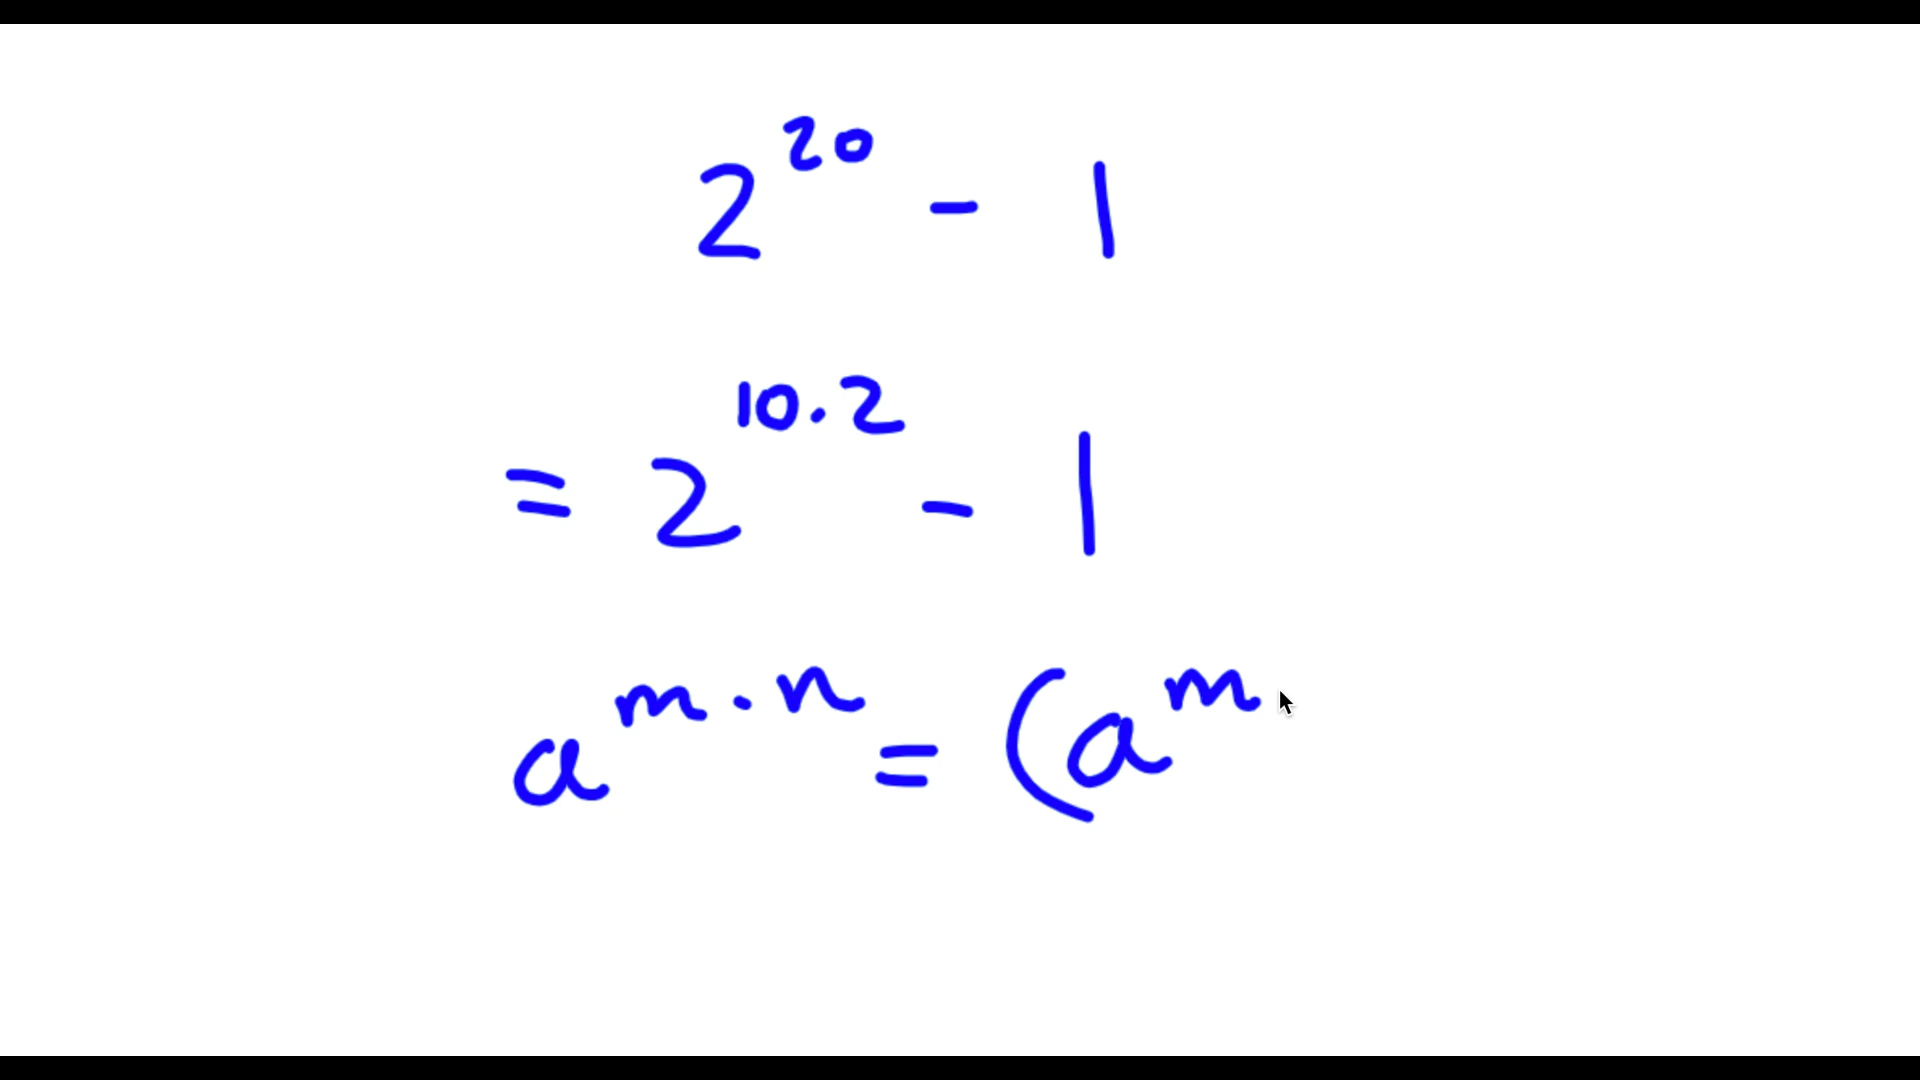 2^20 - 1
= 2^10.2 - 1
a^m.n = (a^m